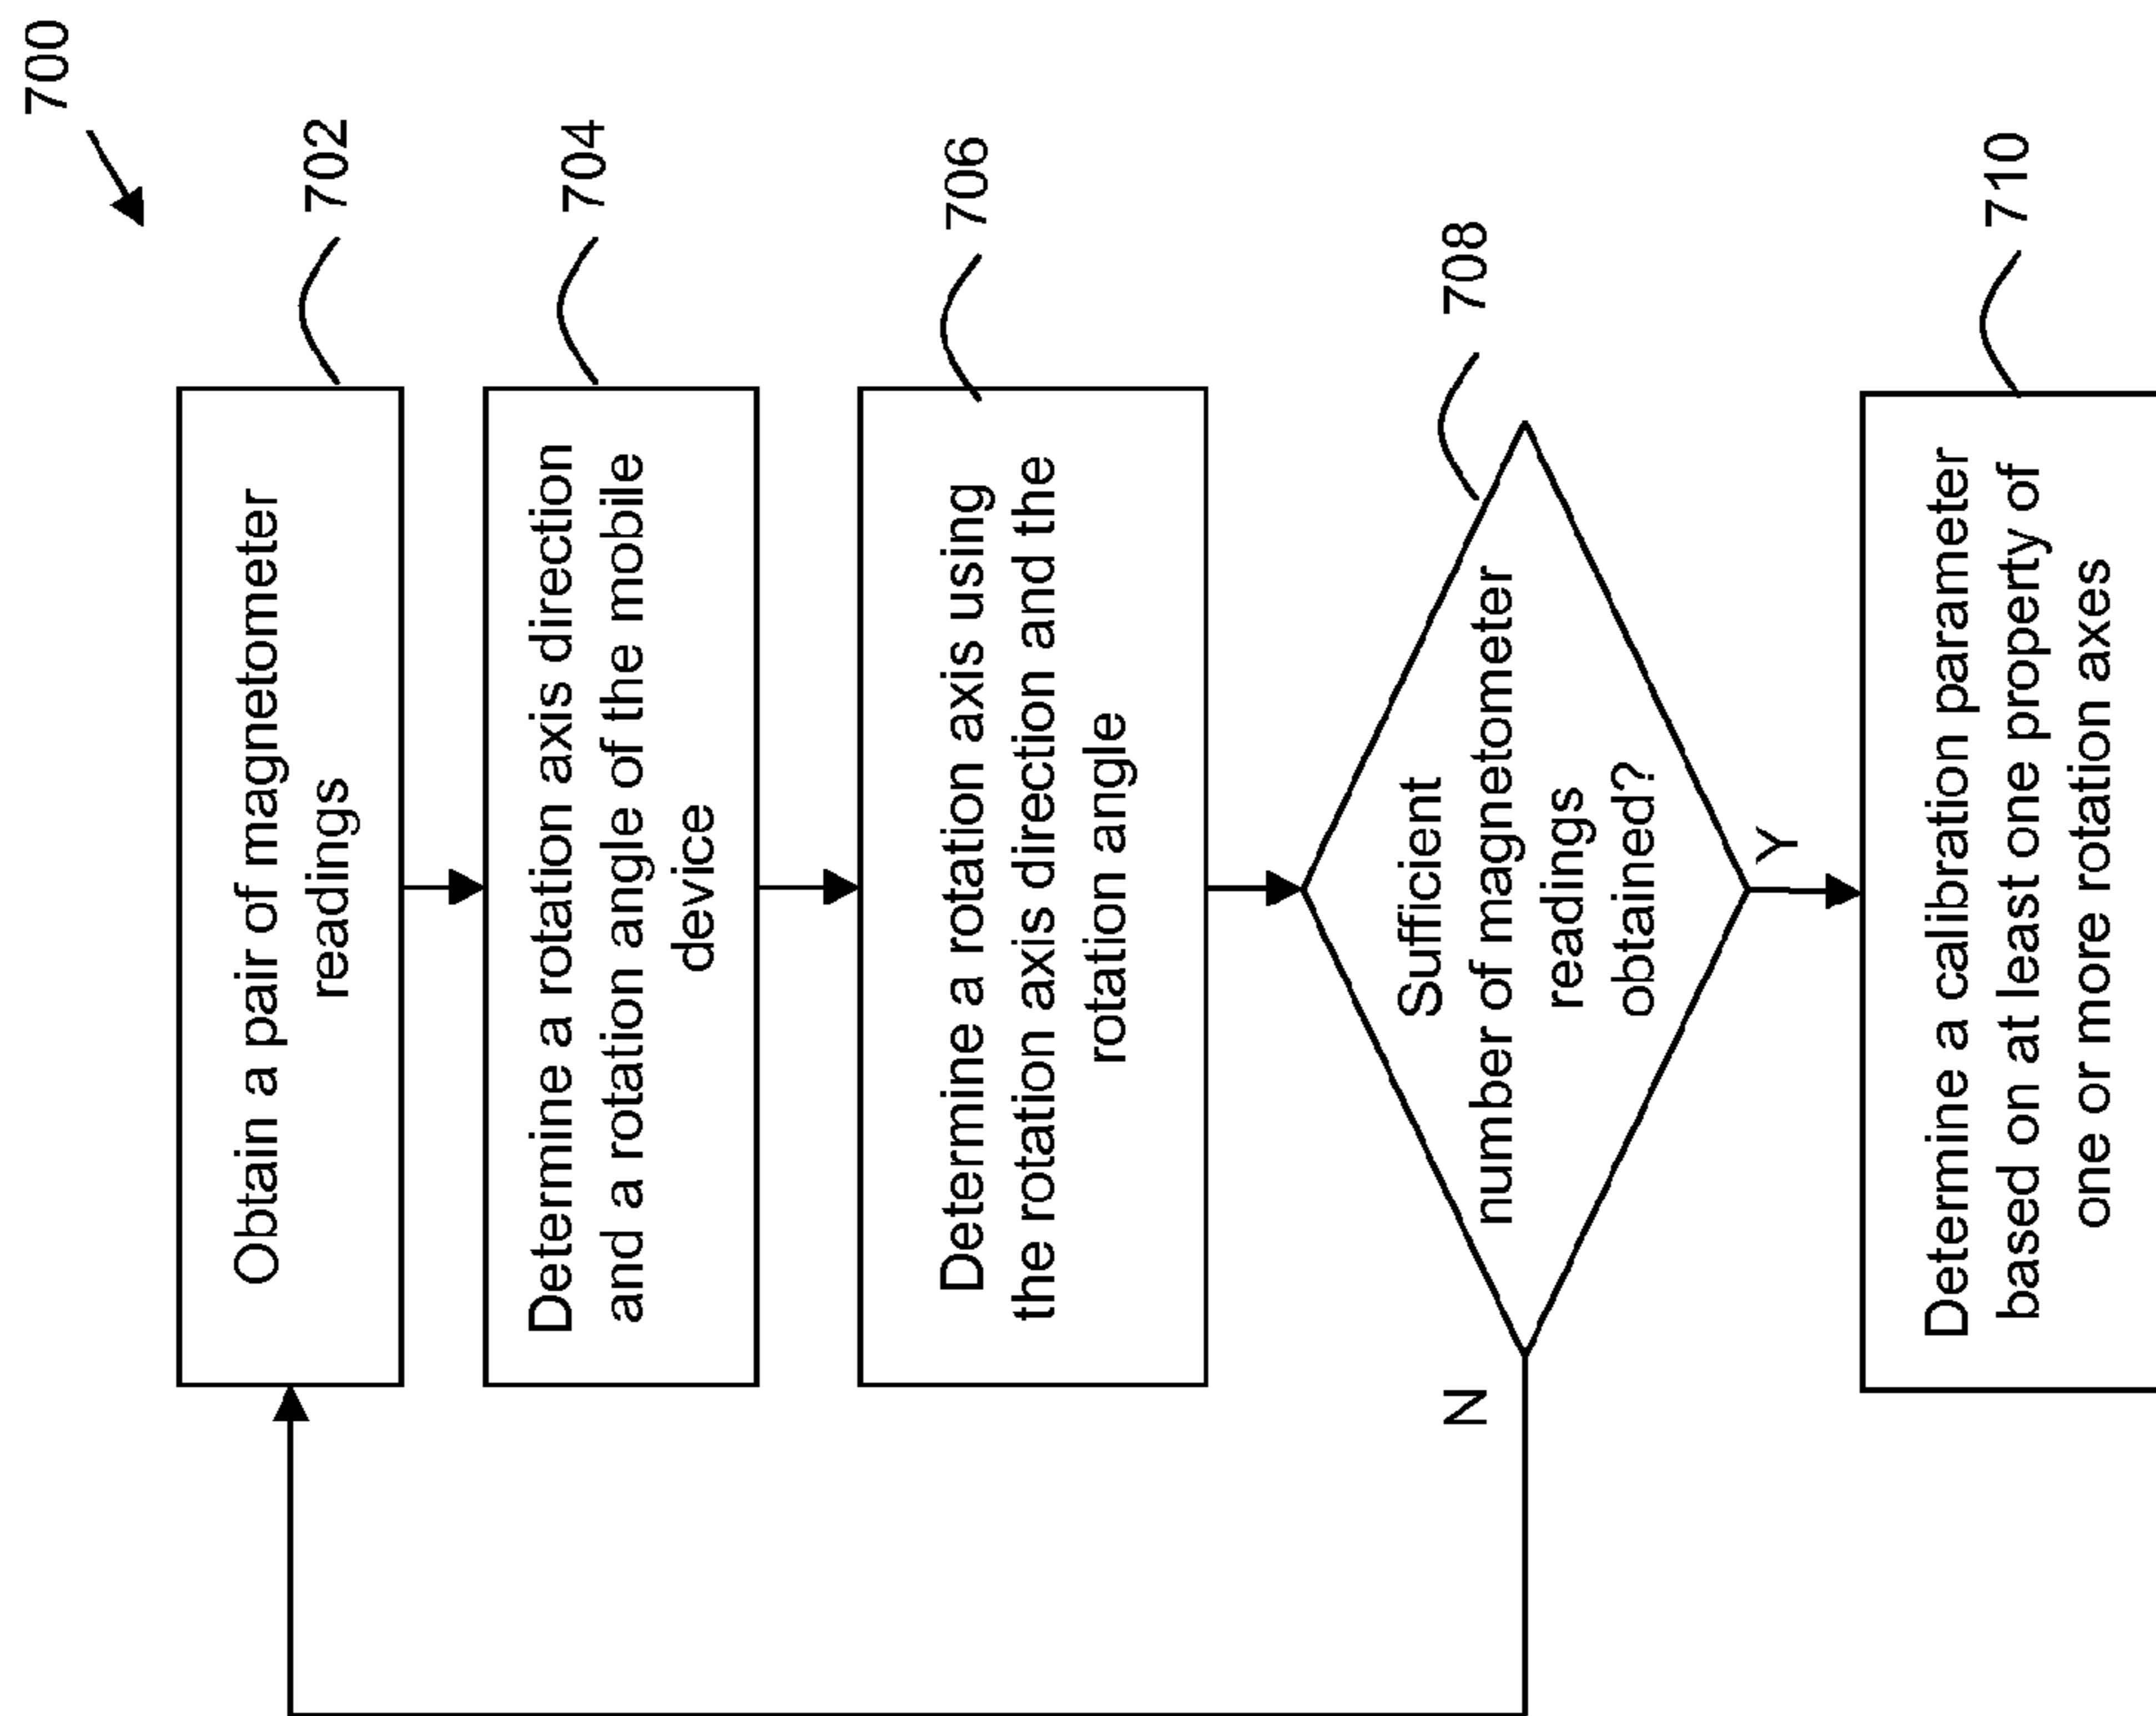 700
Obtain a pair of magnetometer
readings
702
Determine a rotation axis direction
and a rotation angle of the mobile
device
704
Determine a rotation axis using
the rotation axis direction and the
rotation angle
706
Sufficient
number of magnetometer
readings
obtained?
708
N
Y
Determine a calibration parameter
based on at least one property of
one or more rotation axes
710